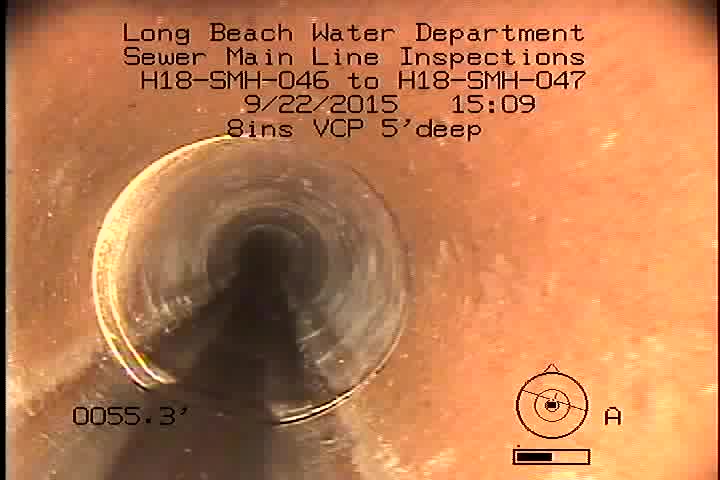 Long Beach Water Department
Sewer Main Line Inspections
H18-SMH-046 to H18-SMH-047
9/22/2015 15:09
8ins VCP 5'deep
0055.3'
A